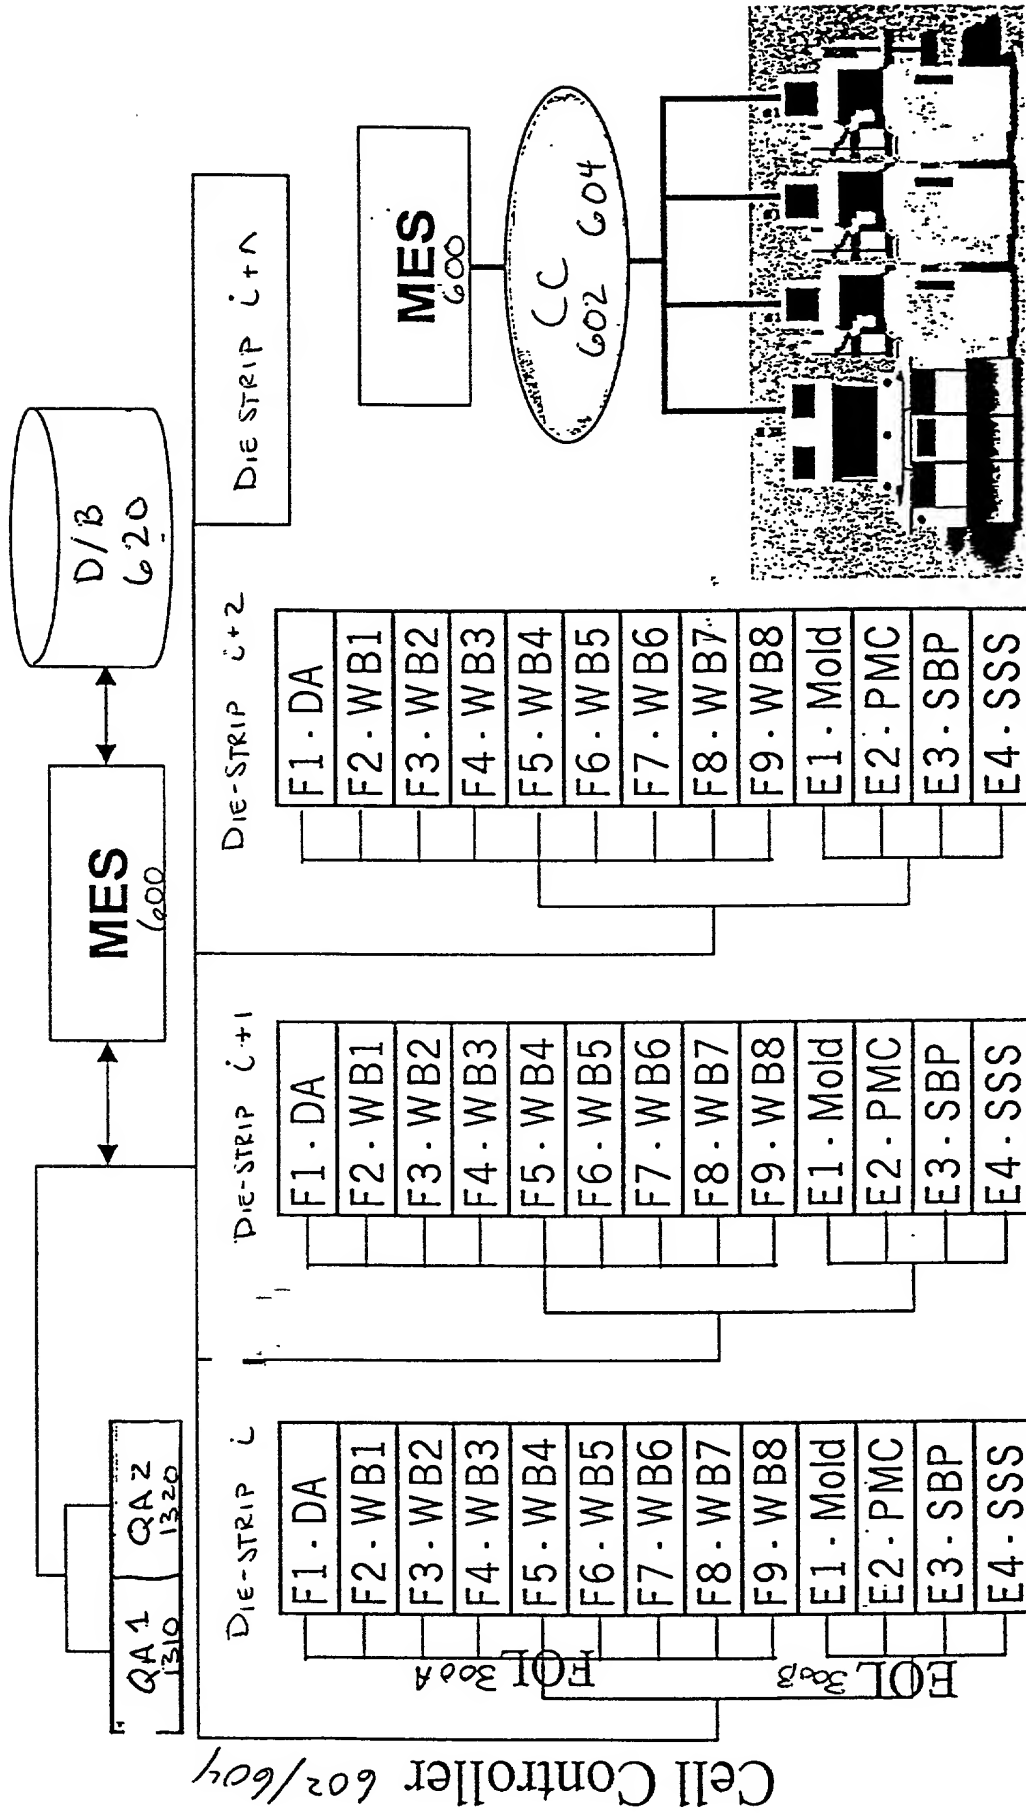 D/B
620
MES
600
QA1
1310
QA2
1320
DIE-STRIP i
DIE-STRIP i+1
DIE-STRIP i+2
DIE STRIP i+n
F1 · DA
F2 · WB1
F3 · WB2
F4 · WB3
F5 · WB4
F6 · WB5
F7 · WB6
F8 · WB7
F9 · WB8
E1 · Mold
E2 · PMC
E3 · SBP
E4 · SSS
F1 · DA
F2 · WB1
F3 · WB2
F4 · WB3
F5 · WB4
F6 · WB5
F7 · WB6
F8 · WB7
F9 · WB8
E1 · Mold
E2 · PMC
E3 · SBP
E4 · SSS
F1 · DA
F2 · WB1
F3 · WB2
F4 · WB3
F5 · WB4
F6 · WB5
F7 · WB6
F8 · WB7
F9 · WB8
E1 · Mold
E2 · PMC
E3 · SBP
E4 · SSS
FOL 300A
EOL 300B
Cell Controller 602/604
MES
600
CC
602 604